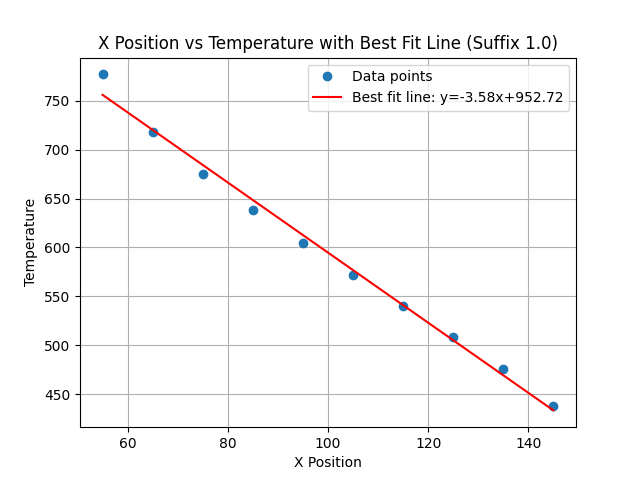 X Position vs Temperature with Best Fit Line (Suffix 1.0)
Data points
Best fit line: y=-3.58x+952.72
Temperature
750
700
650
600
550
500
450
60 80 100 120 140
X Position